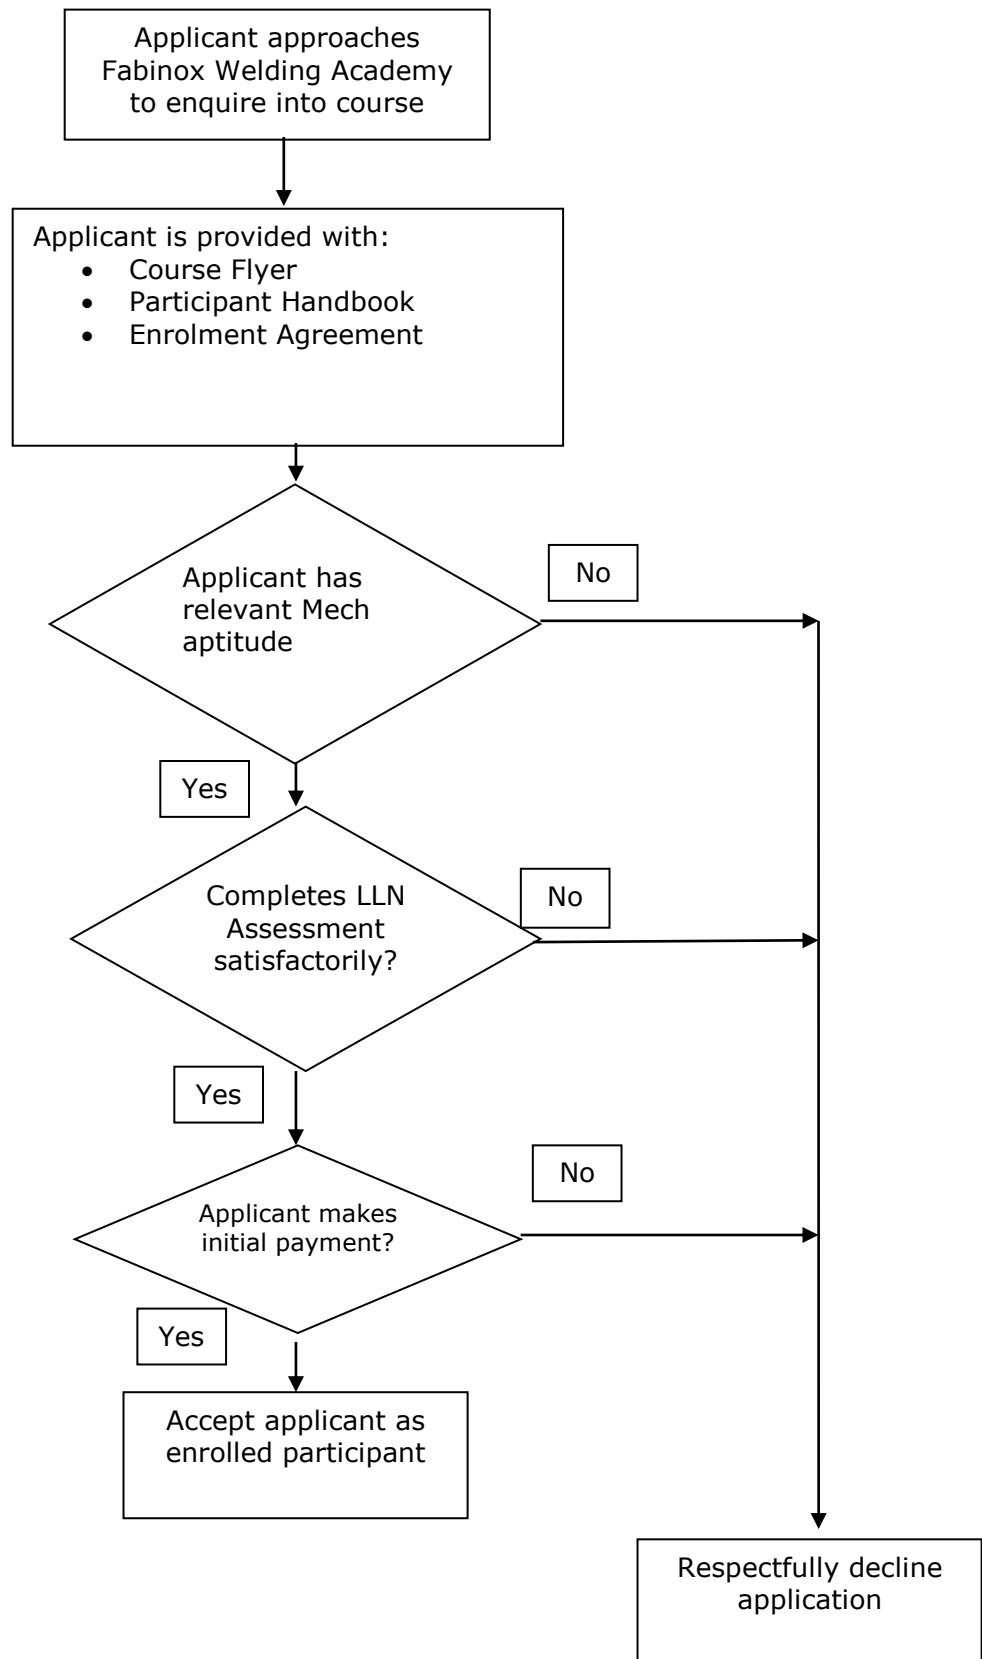 Applicant approaches
Fabinox Welding Academy
to enquire into course
Applicant is provided with:
• Course Flyer
• Participant Handbook
• Enrolment Agreement
Applicant has
relevant Mech
aptitude
No
Yes
Completes LLN
Assessment
satisfactorily?
No
Yes
Applicant makes
initial payment?
No
Yes
Accept applicant as
enrolled participant
Respectfully decline
application